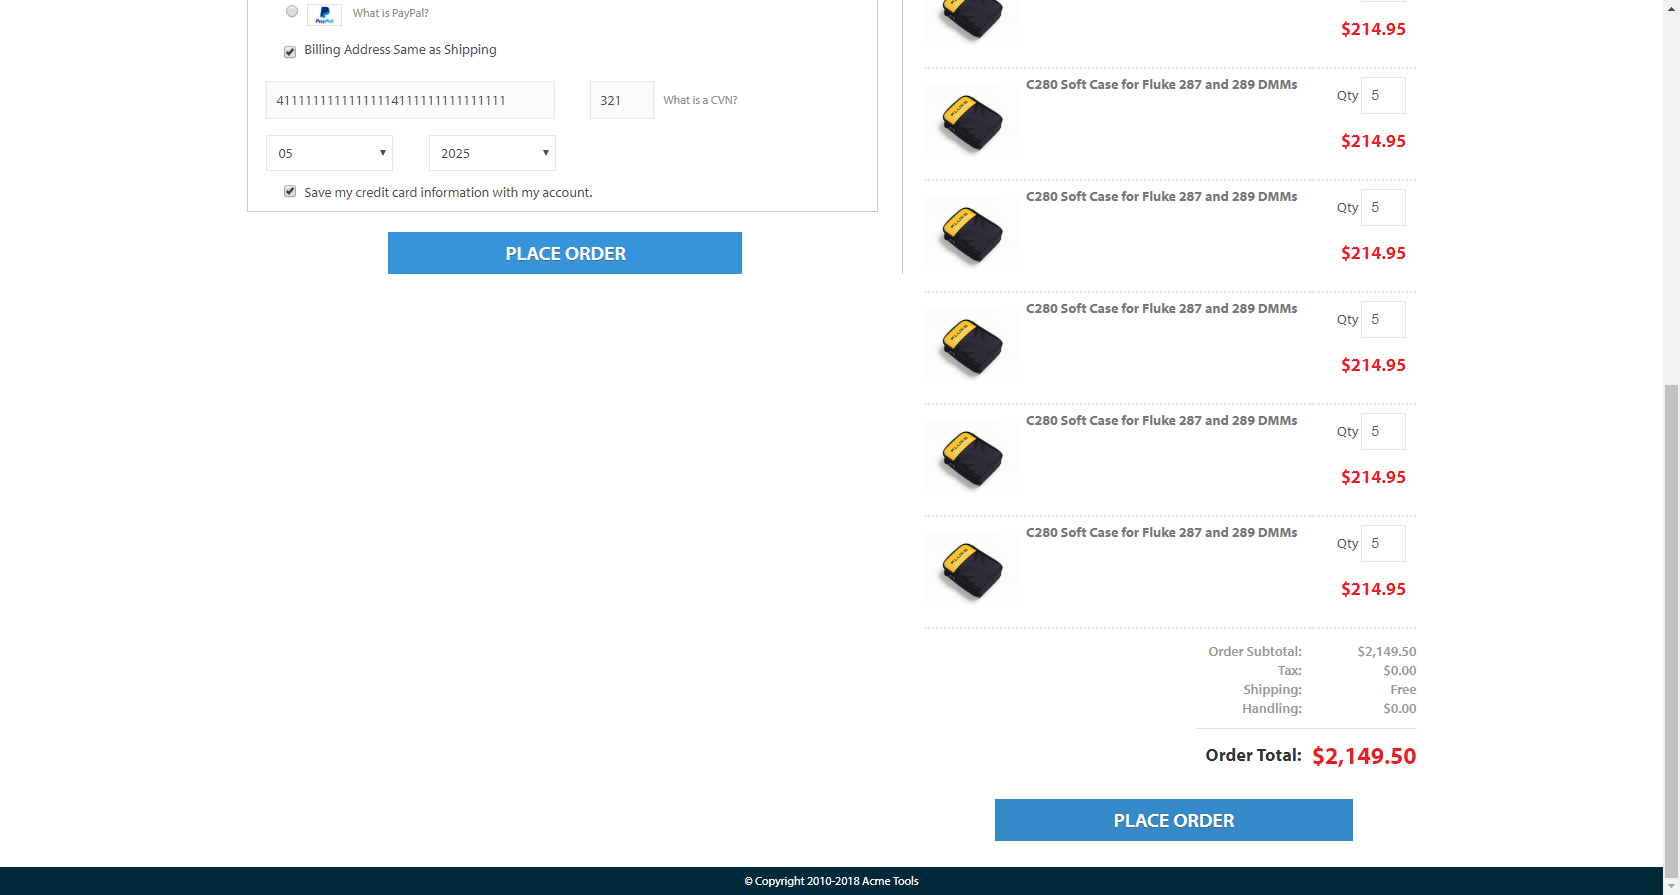 PayPal
What is PayPal?
Billing Address Same as Shipping
41111111111111114111111111111111
321
What is a CVN?
05
2025
Save my credit card information with my account.
PLACE ORDER
$214.95
C280 Soft Case for Fluke 287 and 289 DMMs
Qty 5
FLUKE
$214.95
C280 Soft Case for Fluke 287 and 289 DMMs
Qty 5
FLUKE
$214.95
C280 Soft Case for Fluke 287 and 289 DMMs
Qty 5
FLUKE
$214.95
C280 Soft Case for Fluke 287 and 289 DMMs
Qty 5
FLUKE
$214.95
C280 Soft Case for Fluke 287 and 289 DMMs
Qty 5
FLUKE
$214.95
Order Subtotal: $2,149.50
Tax: $0.00
Shipping: Free
Handling: $0.00
Order Total: $2,149.50
PLACE ORDER
© Copyright 2010-2018 Acme Tools